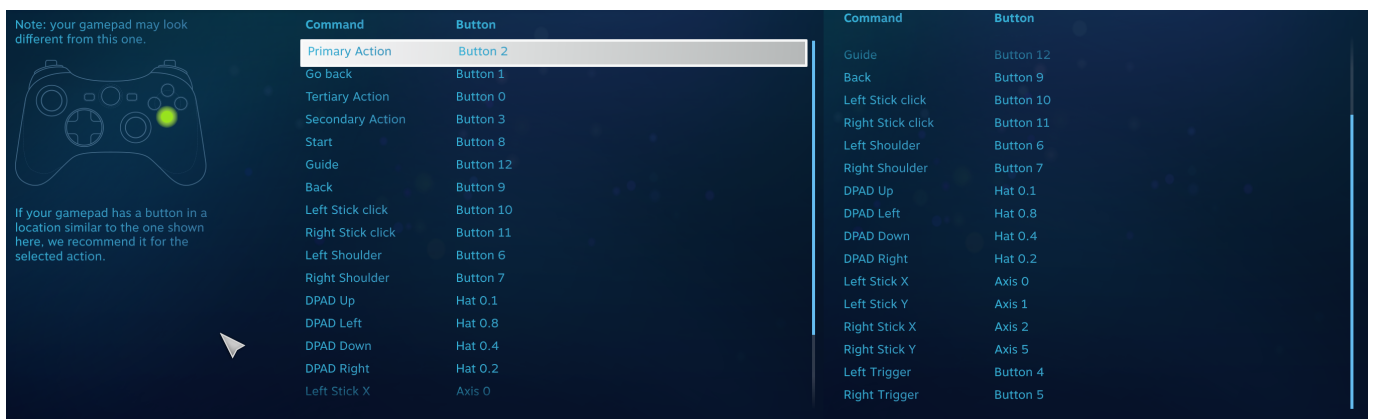 Note: your gamepad may look
different from this one.
If your gamepad has a button in a
location similar to the one shown
here, we recommend it for the
selected action.
Command Button
Primary Action Button 2
Go back Button 1
Tertiary Action Button 0
Secondary Action Button 3
Start Button 8
Guide Button 12
Back Button 9
Left Stick click Button 10
Right Stick click Button 11
Left Shoulder Button 6
Right Shoulder Button 7
DPAD Up Hat 0.1
DPAD Left Hat 0.8
DPAD Down Hat 0.4
DPAD Right Hat 0.2
Left Stick X Axis 0
Command Button
Guide Button 12
Back Button 9
Left Stick click Button 10
Right Stick click Button 11
Left Shoulder Button 6
Right Shoulder Button 7
DPAD Up Hat 0.1
DPAD Left Hat 0.8
DPAD Down Hat 0.4
DPAD Right Hat 0.2
Left Stick X Axis 0
Left Stick Y Axis 1
Right Stick X Axis 2
Right Stick Y Axis 5
Left Trigger Button 4
Right Trigger Button 5